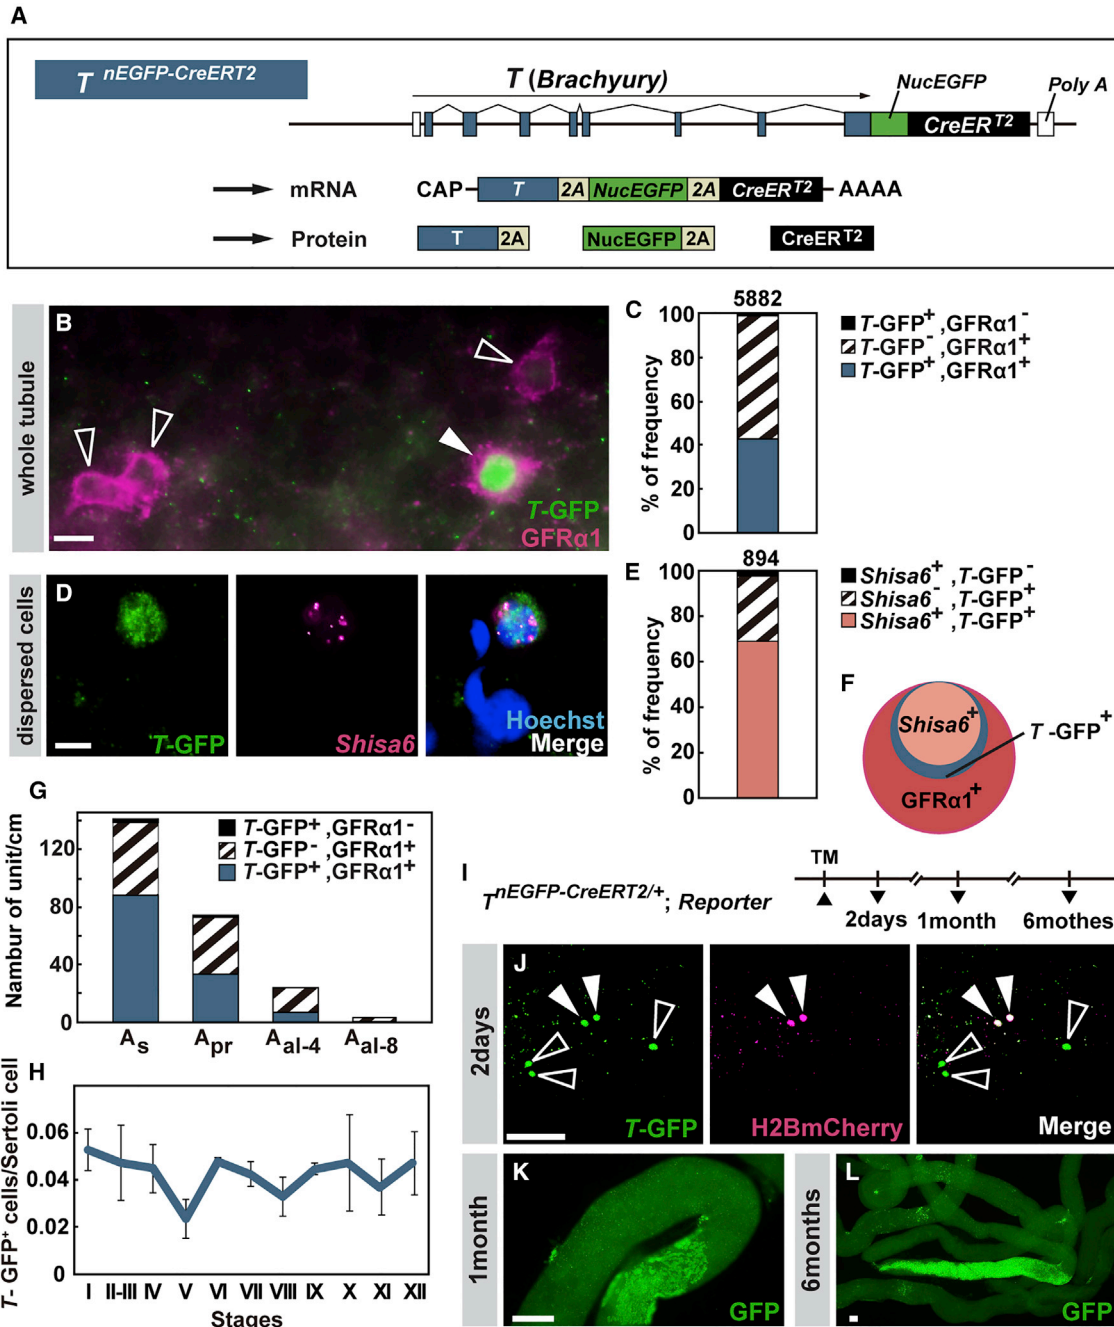 A
T nEGFP-CreERT2
T (Brachyury)
NucEGFP
Poly A
CreER T2
mRNA
CAP
T
2A
NucEGFP
2A
CreERT2
AAAA
Protein
T
2A
NucEGFP
2A
CreERT2
whole tubule
B
T-GFP
GFRα1
C
5882
% of frequency
100
80
60
40
20
0
T-GFP+ ,GFRα1-
T-GFP- ,GFRα1+
T-GFP+ ,GFRα1+
dispersed cells
D
T-GFP
Shisa6
Hoechst
Merge
E
894
% of frequency
100
80
60
40
20
0
Shisa6+ ,T-GFP-
Shisa6- ,T-GFP+
Shisa6+ ,T-GFP+
F
Shisa6+
T -GFP+
GFRα1+
G
Nambur of unit/cm
120
80
40
0
T-GFP+ ,GFRα1-
T-GFP- ,GFRα1+
T-GFP+ ,GFRα1+
As
Apr
Aal-4
Aal-8
H
T- GFP+ cells/Sertoli cell
0.06
0.04
0.02
0
I II-III IV V VI VII VIII IX X XI XII
Stages
I
TnEGFP-CreERT2/+; Reporter
TM
2days
1month
6mothes
2days
J
T-GFP
H2BmCherry
Merge
1month
K
GFP
6months
L
GFP